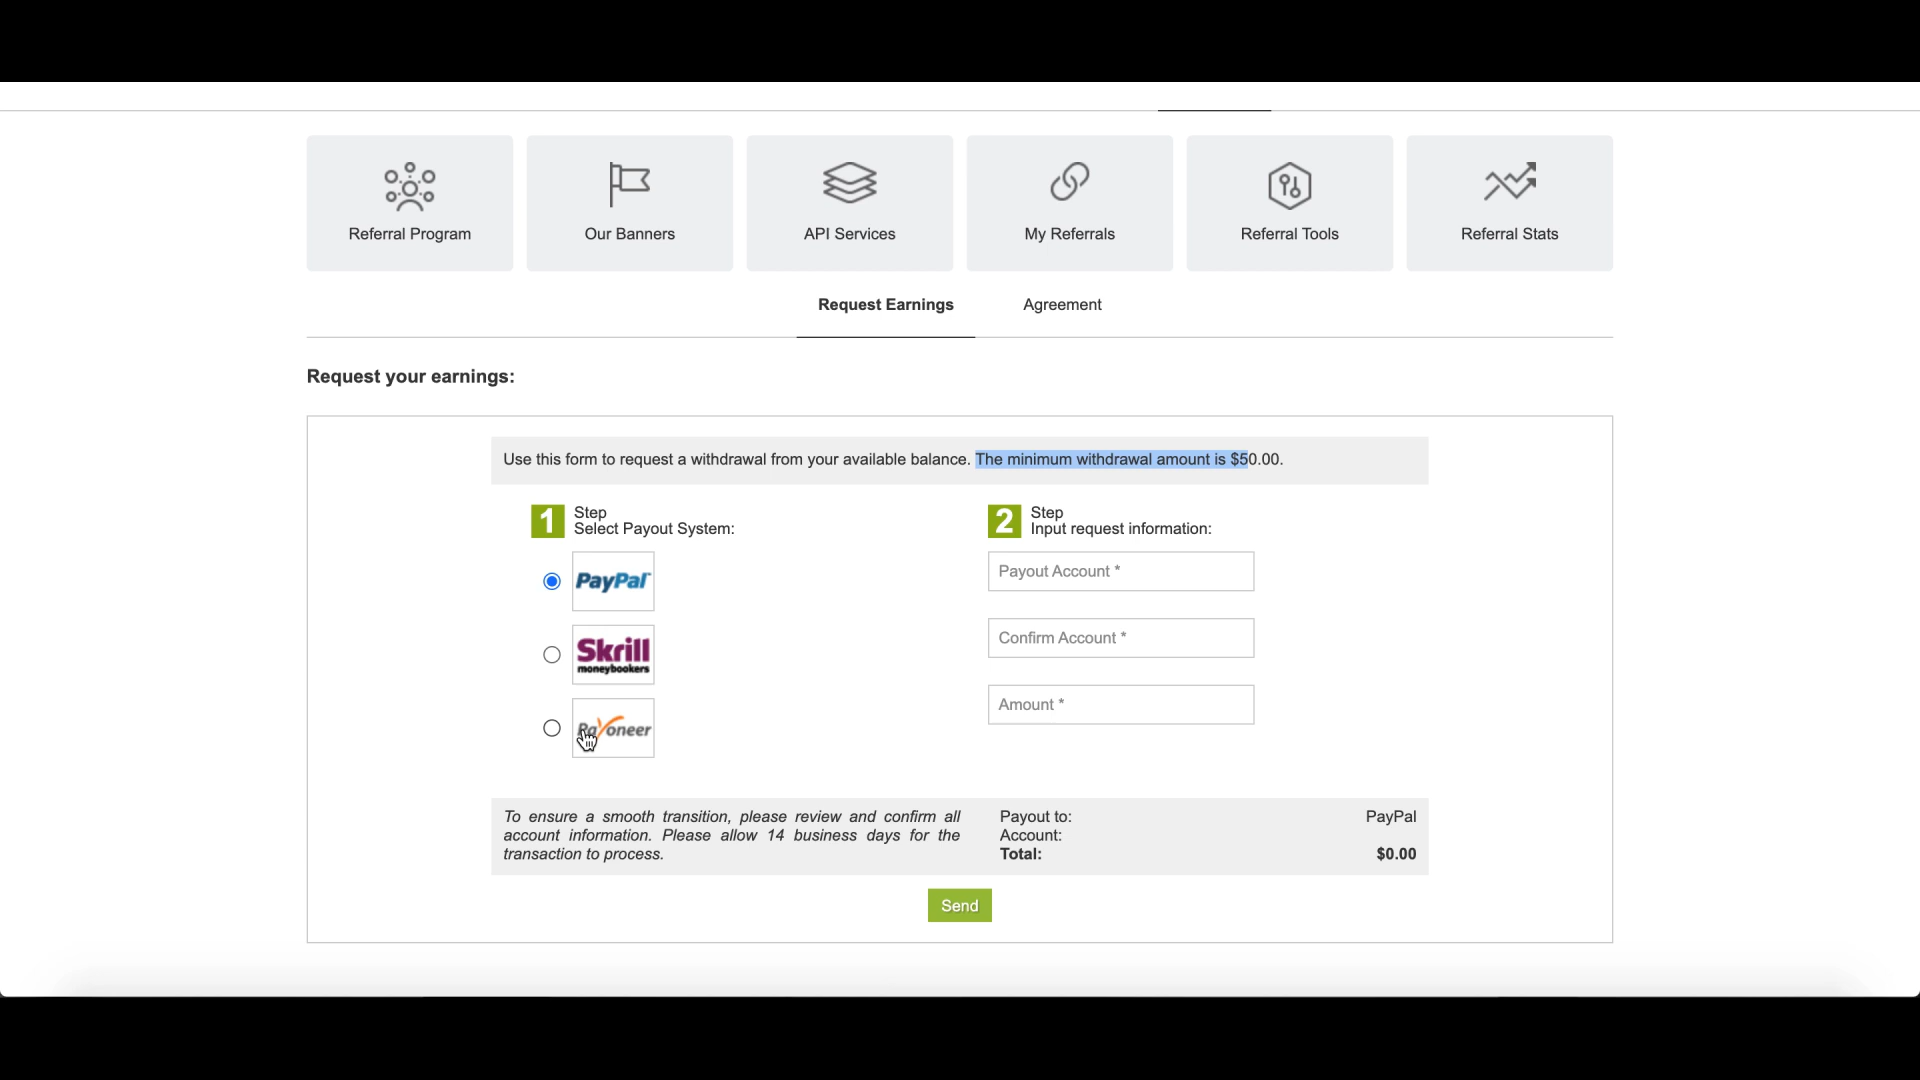 Referral Program
Our Banners
API Services
My Referrals
Referral Tools
Referral Stats
Request Earnings
Agreement
Request your earnings:
Use this form to request a withdrawal from your available balance. The minimum withdrawal amount is $50.00.
1
Step
Select Payout System:
PayPal
Skrill
moneybookers
Payoneer
2
Step
Input request information:
Payout Account *
Confirm Account *
Amount *
To ensure a smooth transition, please review and confirm all
account information. Please allow 14 business days for the
transaction to process.
Payout to: PayPal
Account:
Total: $0.00
Send